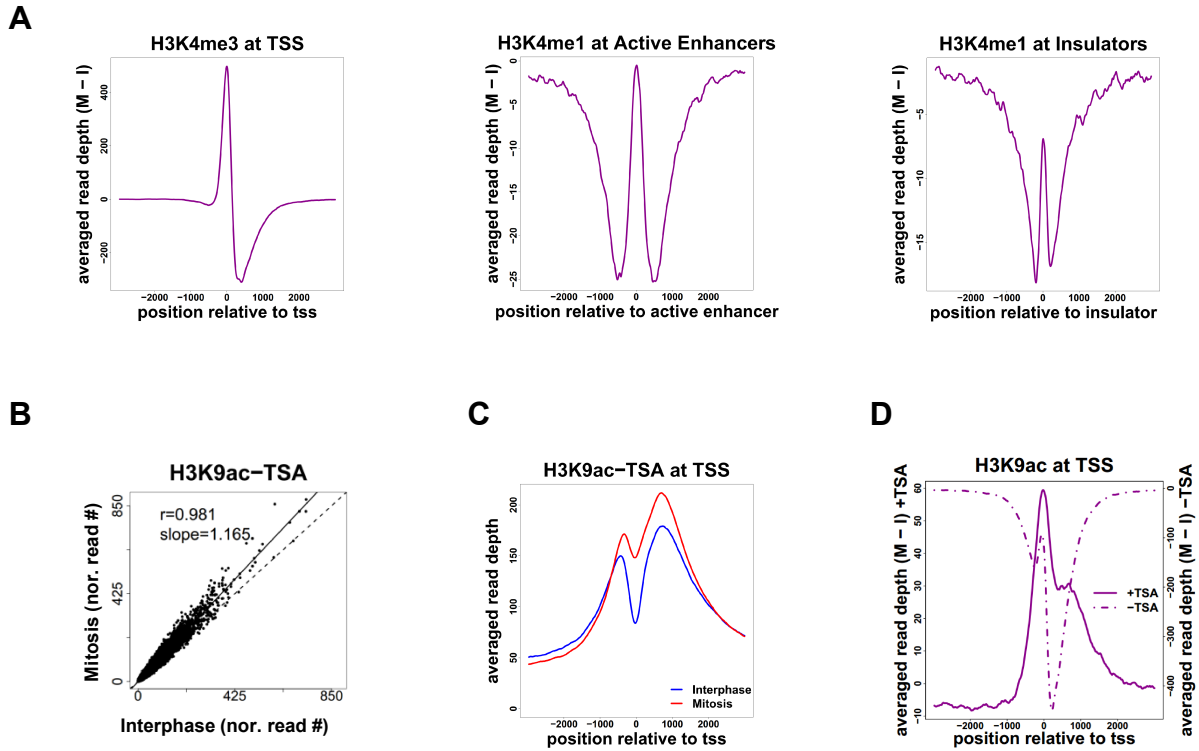 A
H3K4me3 at TSS
averaged read depth (M − I)
400
200
0
−200
−2000 −1000 0 1000 2000
position relative to tss
H3K4me1 at Active Enhancers
averaged read depth (M − I)
0
−5
−10
−15
−20
−25
−2000 −1000 0 1000 2000
position relative to active enhancer
H3K4me1 at Insulators
averaged read depth (M − I)
−5
−10
−15
−2000 −1000 0 1000 2000
position relative to insulator
B
H3K9ac−TSA
r=0.981
slope=1.165
Mitosis (nor. read #)
850
425
0
0 425 850
Interphase (nor. read #)
C
H3K9ac−TSA at TSS
averaged read depth
200
150
100
50
0
Interphase
Mitosis
−2000 −1000 0 1000 2000
position relative to tss
D
H3K9ac at TSS
averaged read depth (M − I) +TSA
60
50
40
30
20
10
0
−10
+TSA
−TSA
averaged read depth (M − I) −TSA
0
−100
−200
−300
−400
−2000 −1000 0 1000 2000
position relative to tss